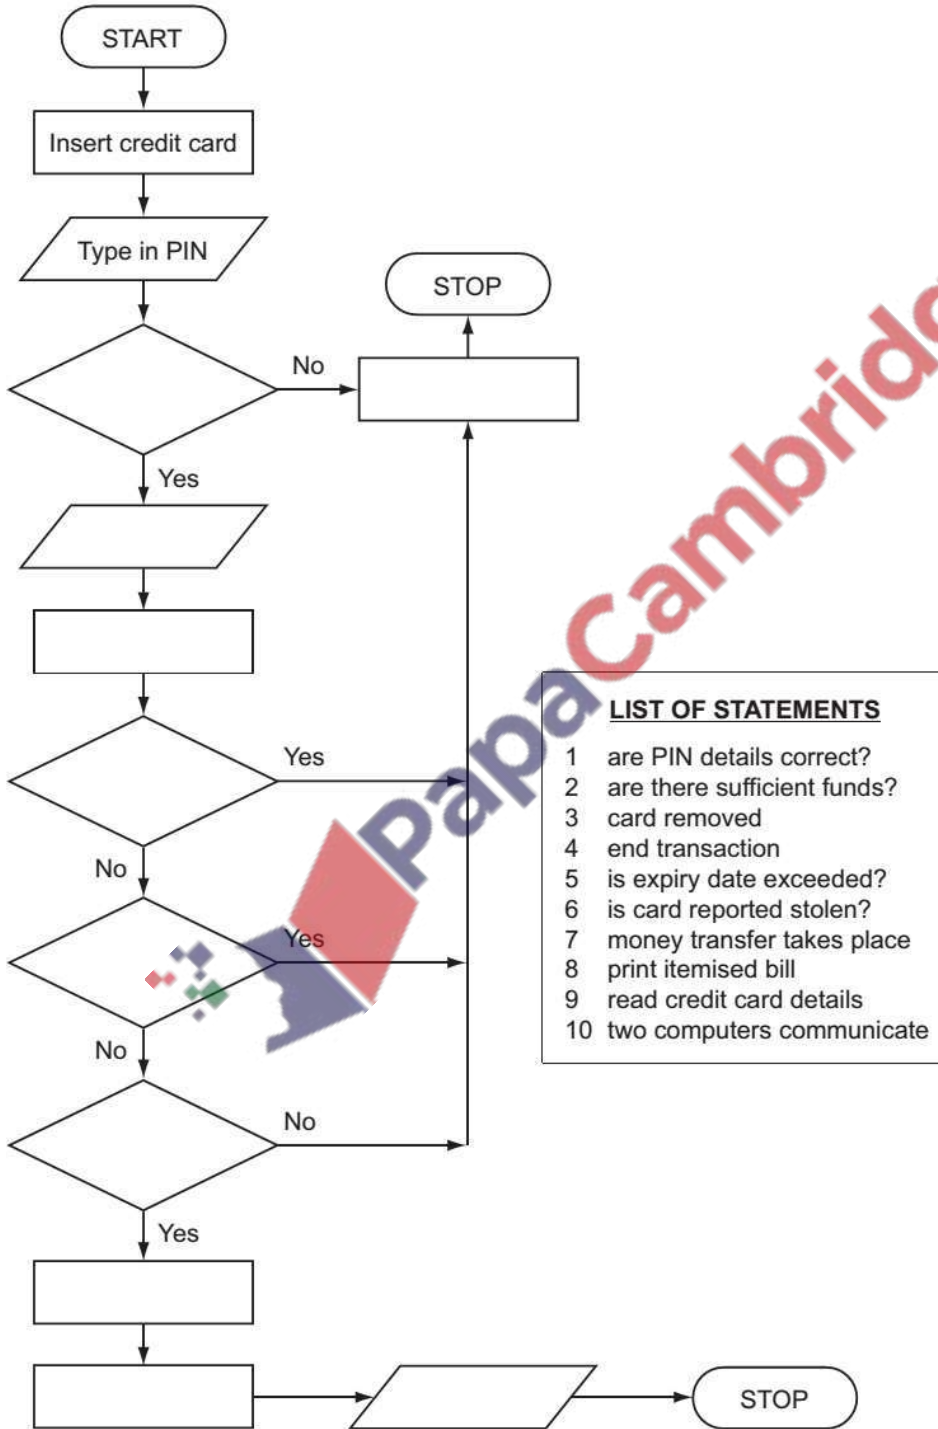 START
Insert credit card
Type in PIN
STOP
No
Yes
Yes
No
Yes
No
No
Yes
STOP
LIST OF STATEMENTS
1 are PIN details correct?
2 are there sufficient funds?
3 card removed
4 end transaction
5 is expiry date exceeded?
6 is card reported stolen?
7 money transfer takes place
8 print itemised bill
9 read credit card details
10 two computers communicate
PapaCambridge